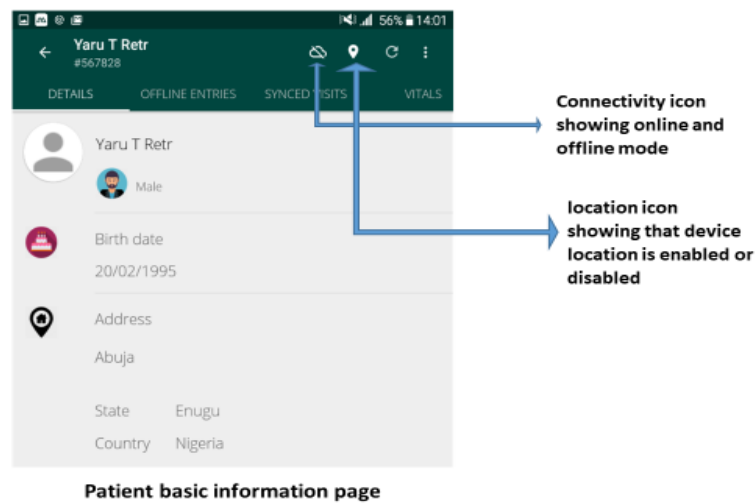 56% 14:01
Yaru T Retr
#567828
DETAILS OFFLINE ENTRIES SYNCED VISITS VITALS
Yaru T Retr
Male
Birth date
20/02/1995
Address
Abuja
State Enugu
Country Nigeria
Connectivity icon
showing online and
offline mode
location icon
showing that device
location is enabled or
disabled
Patient basic information page